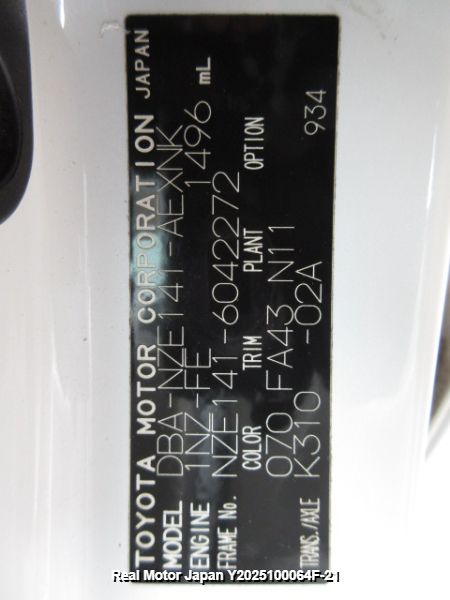 TOYOTA MOTOR CORPORATION JAPAN
MODEL DBA-NZE141-AEXNK
ENGINE 1NZ-FE 1496 mL
FRAME No. NZE141-6042272
COLOR TRIM PLANT OPTION
070 FA43 N11
TRANS./AXLE K310 -02A 934
Real Motor Japan Y2025100064F-21